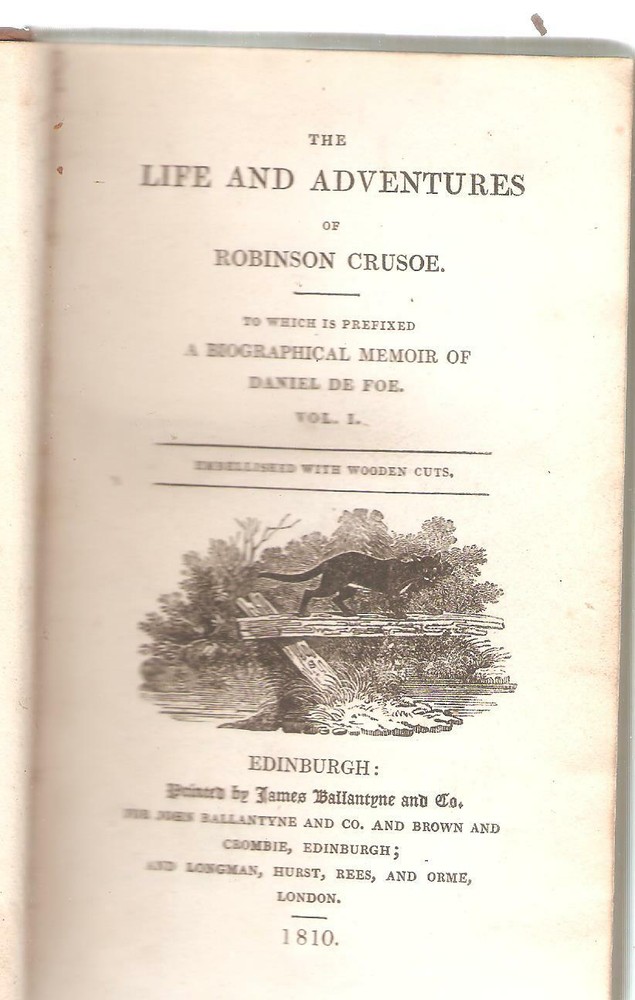 THE
LIFE AND ADVENTURES
OF
ROBINSON CRUSOE.
TO WHICH IS PREFIXED
A BIOGRAPHICAL MEMOIR OF
DANIEL DE FOE.
VOL. I.
EMBELLISHED WITH WOODEN CUTS.
EDINBURGH:
Printed by James Ballantyne and Co.
FOR JOHN BALLANTYNE AND CO. AND BROWN AND
CROMBIE, EDINBURGH;
AND LONGMAN, HURST, REES, AND ORME,
LONDON.
1810.